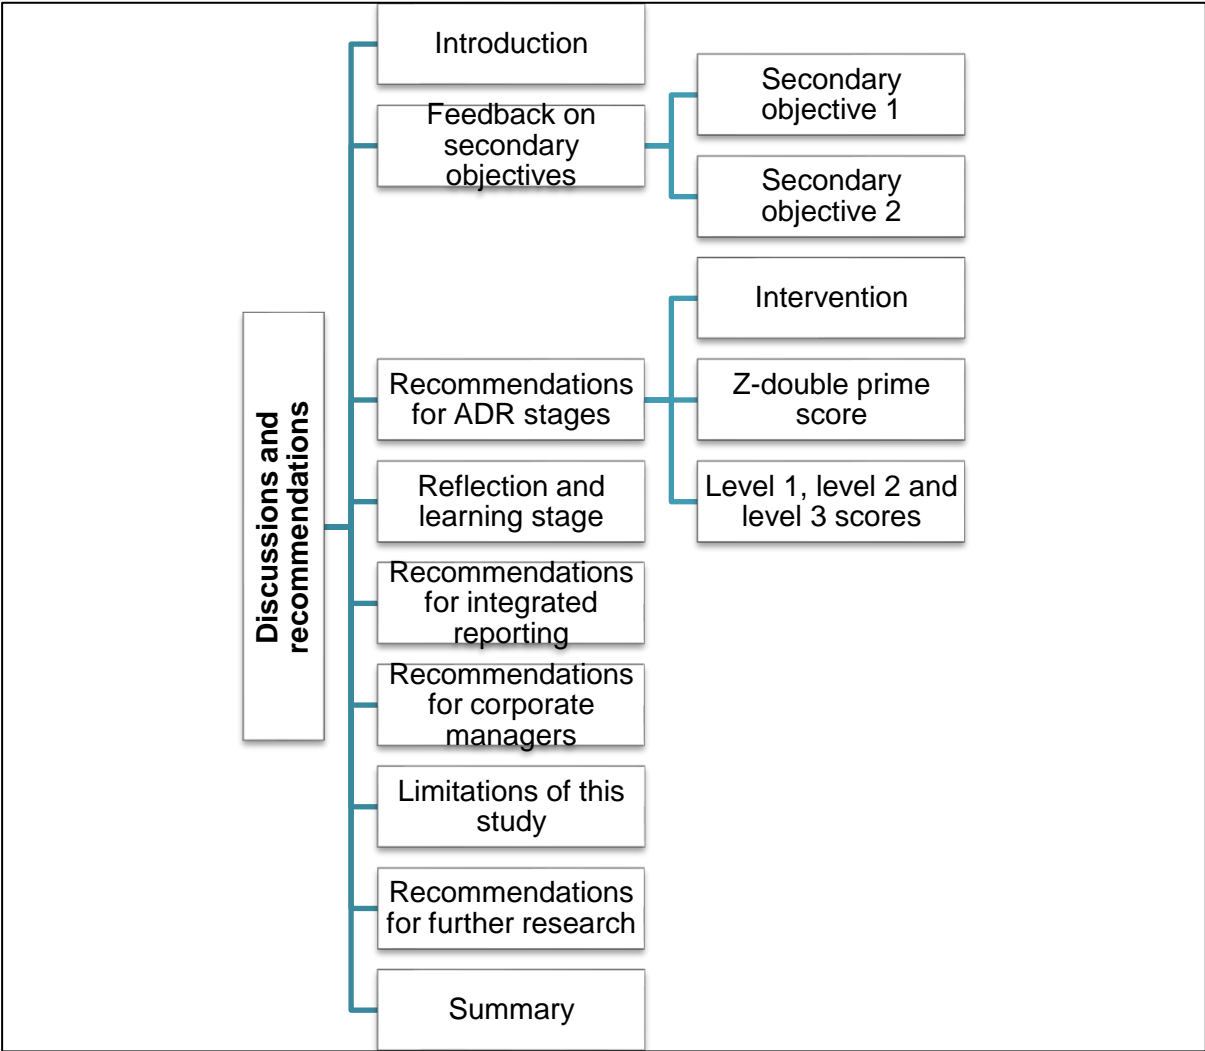 Discussions and
recommendations
Introduction
Feedback on
secondary
objectives
Secondary
objective 1
Secondary
objective 2
Recommendations
for ADR stages
Intervention
Z-double prime
score
Level 1, level 2 and
level 3 scores
Reflection and
learning stage
Recommendations
for integrated
reporting
Recommendations
for corporate
managers
Limitations of this
study
Recommendations
for further research
Summary